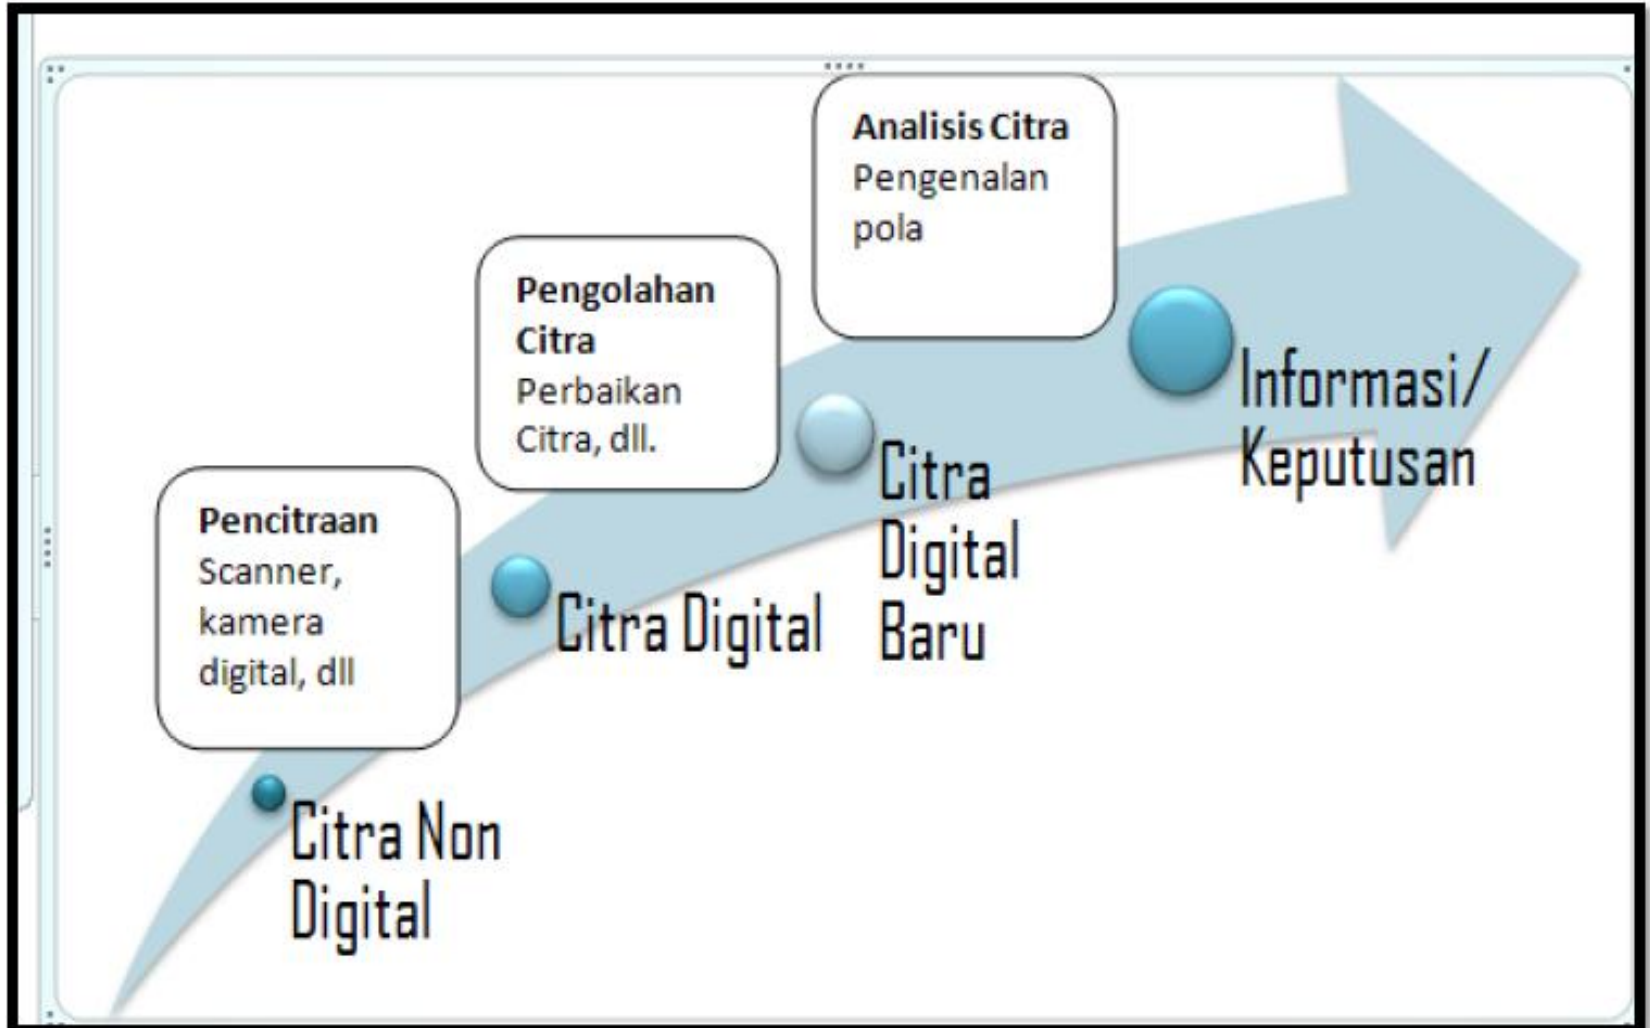 Analisis Citra
Pengenalan
pola
Pengolahan
Citra
Perbaikan
Citra, dll.
Pencitraan
Scanner,
kamera
digital, dll
Informasi/
Keputusan
Citra
Digital
Baru
Citra Digital
Citra Non
Digital